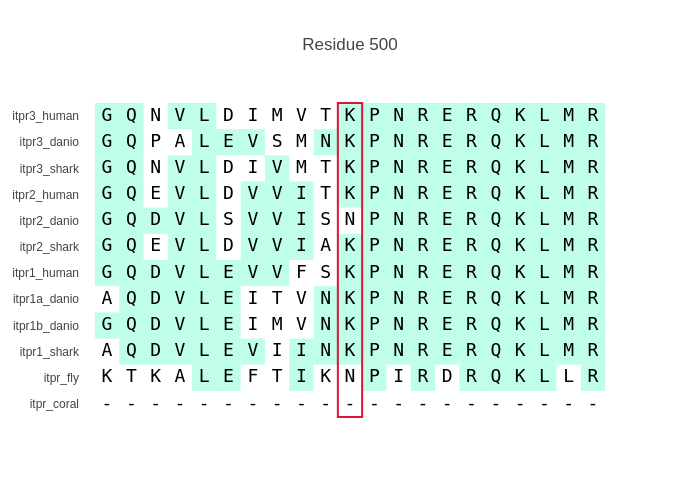 Residue 500
itpr3_human G Q N V L D I M V T K P N R E R Q K L M R
itpr3_danio G Q P A L E V S M N K P N R E R Q K L M R
itpr3_shark G Q N V L D I V M T K P N R E R Q K L M R
itpr2_human G Q E V L D V V I T K P N R E R Q K L M R
itpr2_danio G Q D V L S V V I S N P N R E R Q K L M R
itpr2_shark G Q E V L D V V I A K P N R E R Q K L M R
itpr1_human G Q D V L E V V F S K P N R E R Q K L M R
itpr1a_danio A Q D V L E I T V N K P N R E R Q K L M R
itpr1b_danio G Q D V L E I M V N K P N R E R Q K L M R
itpr1_shark A Q D V L E V I I N K P N R E R Q K L M R
itpr_fly K T K A L E F T I K N P I R D R Q K L L R
itpr_coral - - - - - - - - - - - - - - - - - - - - -